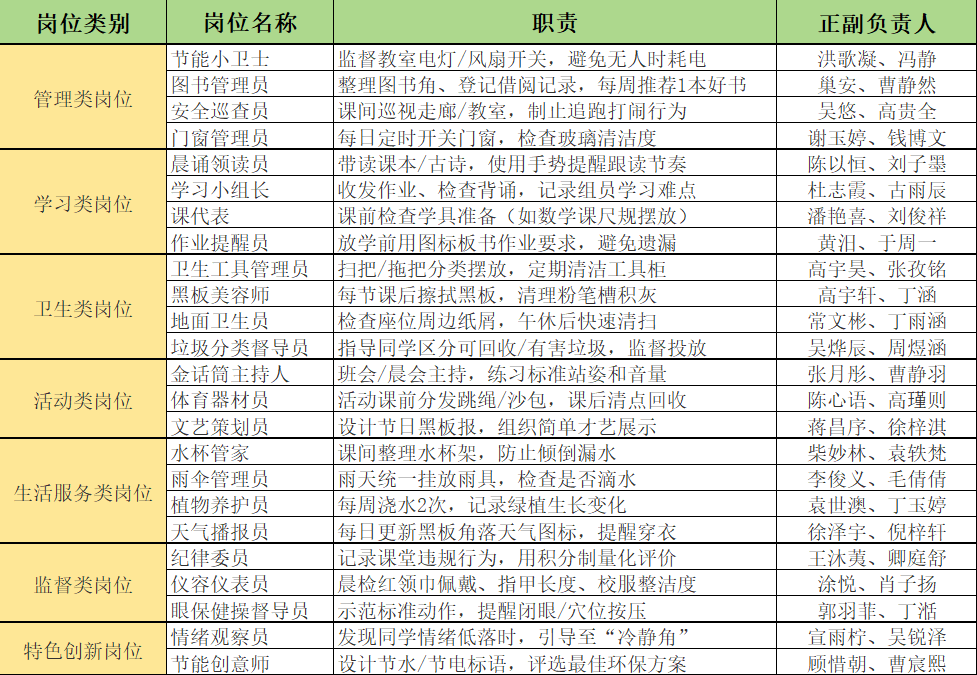 岗位类别 岗位名称 职责 正副负责人
管理类岗位 节能小卫士 监督教室电灯/风扇开关，避免无人时耗电 洪歌凝、冯静
图书管理员 整理图书角、登记借阅记录，每周推荐1本好书 巢安、曹静然
安全巡查员 课间巡视走廊/教室，制止追跑打闹行为 吴悠、高贵全
门窗管理员 每日定时开关门窗，检查玻璃清洁度 谢玉婷、钱博文
学习类岗位 晨诵领读员 带读课本/古诗，使用手势提醒跟读节奏 陈以恒、刘子墨
学习小组长 收发作业、检查背诵，记录组员学习难点 杜志霞、古雨辰
课代表 课前检查学具准备（如数学课尺规摆放） 潘艳喜、刘俊祥
作业提醒员 放学前用图标板书作业要求，避免遗漏 黄汨、于周一
卫生类岗位 卫生工具管理员 扫把/拖把分类摆放，定期清洁工具柜 高宇昊、张孜铭
黑板美容师 每节课后擦拭黑板，清理粉笔槽积灰 高宇轩、丁涵
地面卫生员 检查座位周边纸屑，午休后快速清扫 常文彬、丁雨涵
垃圾分类督导员 指导同学区分可回收/有害垃圾，监督投放 吴烨辰、周煜涵
活动类岗位 金话筒主持人 班会/晨会主持，练习标准站姿和音量 张月彤、曹静羽
体育器材员 活动课前分发跳绳/沙包，课后清点回收 陈心语、高瑾则
文艺策划员 设计节日黑板报，组织简单才艺展示 蒋昌序、徐梓淇
生活服务类岗位 水杯管家 课间整理水杯架，防止倾倒漏水 柴妙林、袁轶梵
雨伞管理员 雨天统一挂放雨具，检查是否滴水 李俊义、毛倩倩
植物养护员 每周浇水2次，记录绿植生长变化 袁世澳、丁玉婷
天气播报员 每日更新黑板角落天气图标，提醒穿衣 徐泽宇、倪梓轩
监督类岗位 纪律委员 记录课堂违规行为，用积分制量化评价 王沐黄、卿庭舒
仪容仪表员 晨检红领巾佩戴、指甲长度、校服整洁度 涂悦、肖子扬
眼保健操督导员 示范标准动作，提醒闭眼/穴位按压 郭羽菲、丁湉
特色创新岗位 情绪观察员 发现同学情绪低落时，引导至“冷静角” 宣雨柠、吴锐泽
节能创意师 设计节水/节电标语，评选最佳环保方案 顾惜朝、曹宸熙